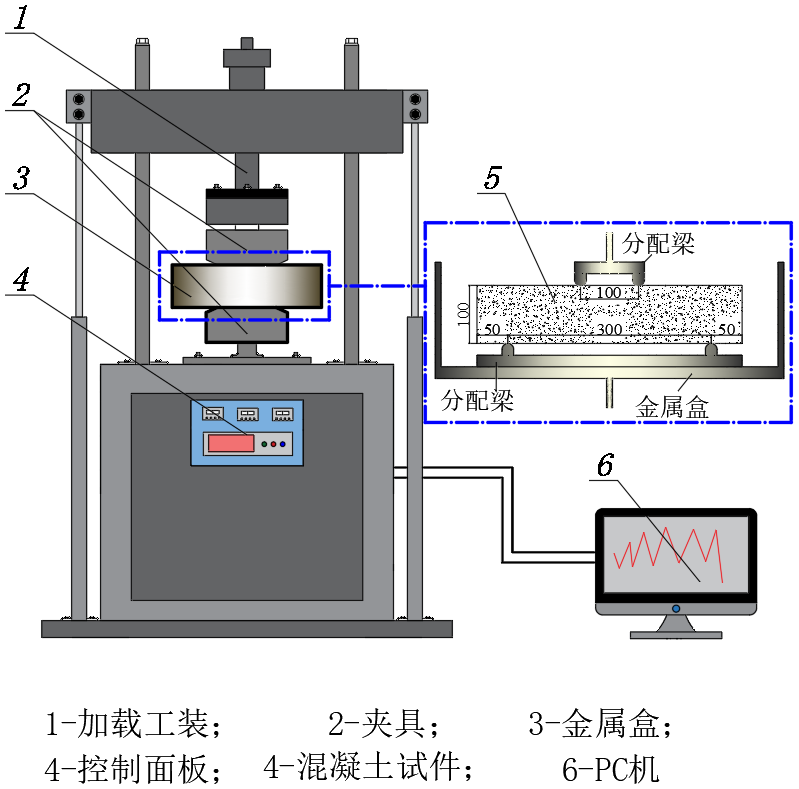 1
2
3
4
5
分配梁
100
100
50
300
50
分配梁
金属盒
6
1-加载工装；
2-夹具；
3-金属盒；
4-控制面板；
4-混凝土试件；
6-PC机